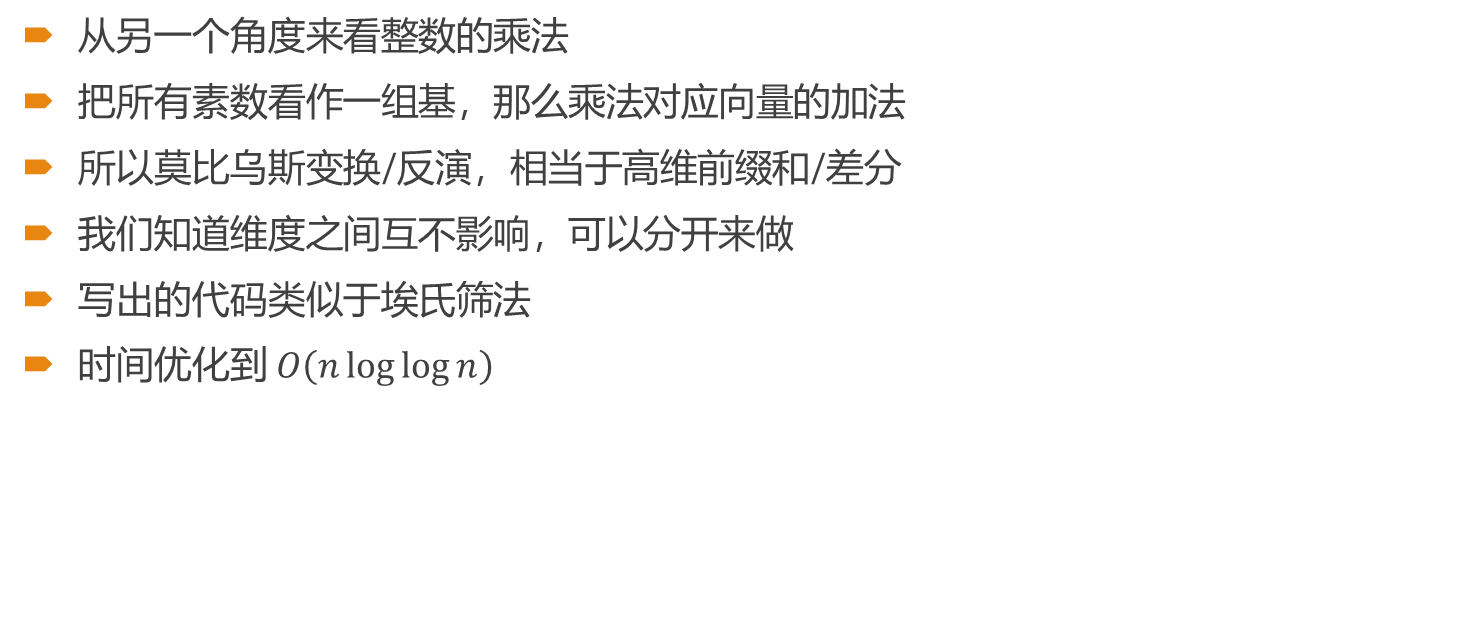 从另一个角度来看整数的乘法
把所有素数看作一组基，那么乘法对应向量的加法
所以莫比乌斯变换/反演，相当于高维前缀和/差分
我们知道维度之间互不影响，可以分开来做
写出的代码类似于埃氏筛法
时间优化到 O(n log log n)